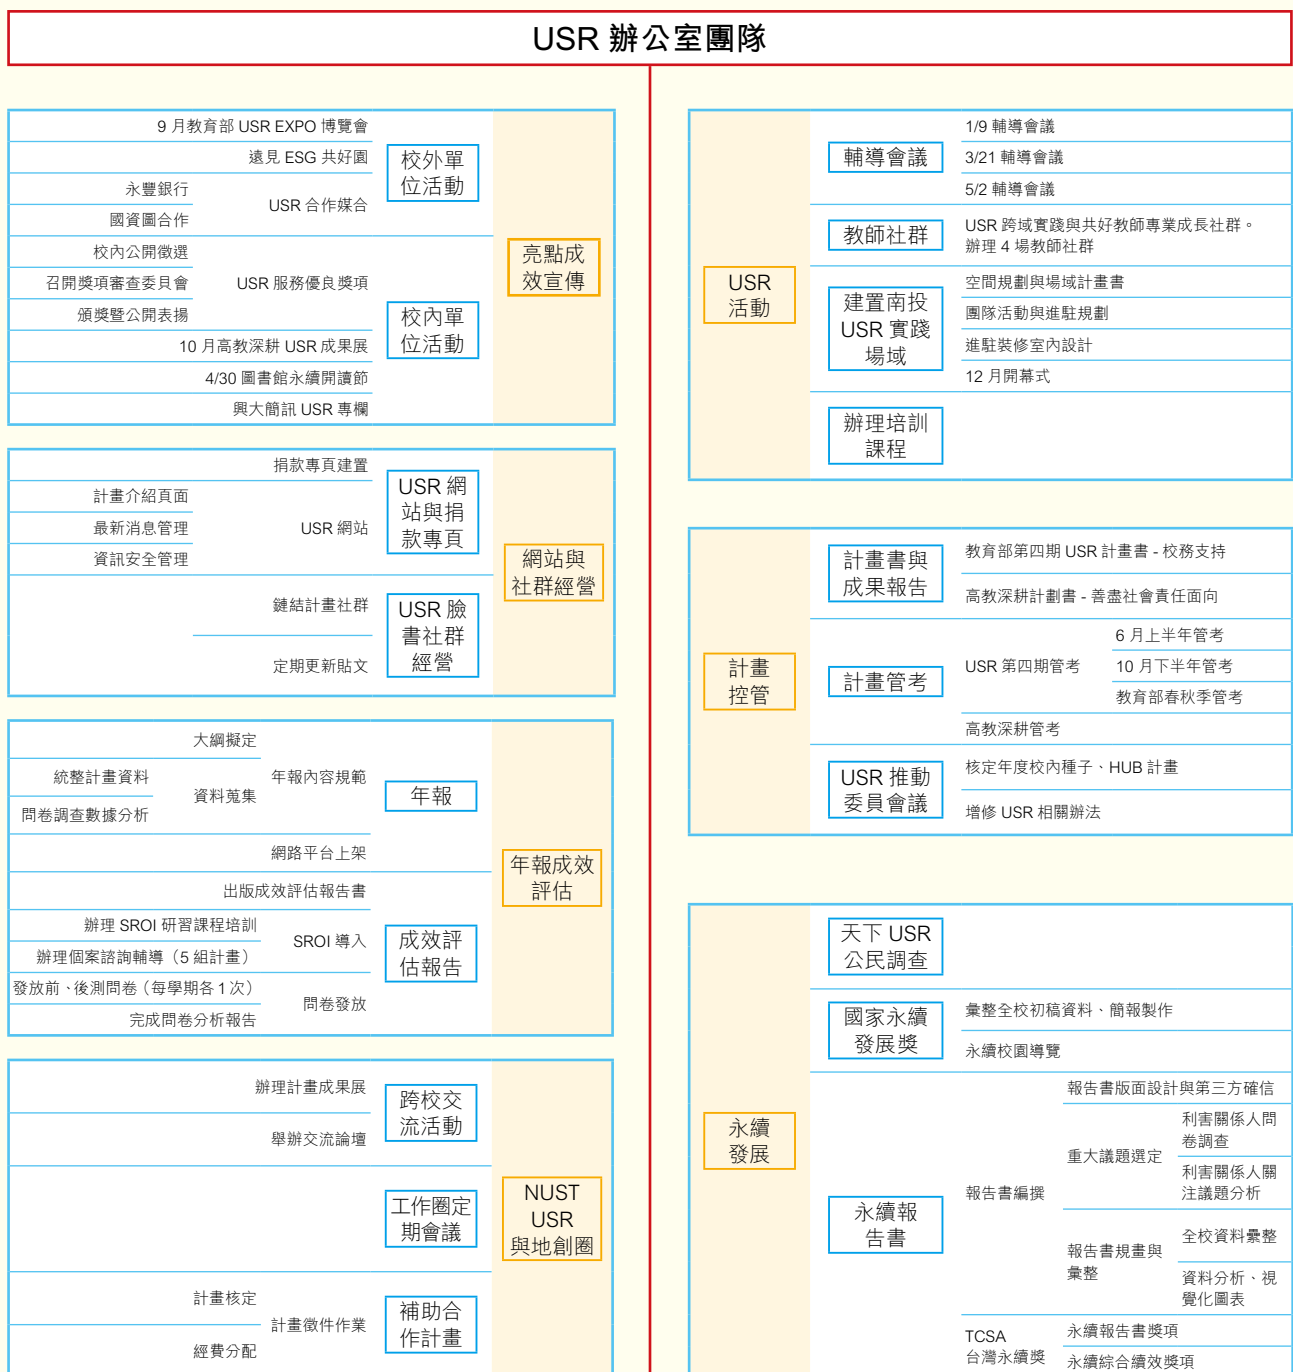 USR 辦公室團隊
9 月教育部 USR EXPO 博覽會
遠見 ESG 共好園
永豐銀行
國資圖合作
USR 合作媒合
校外單
位活動
校內公開徵選
召開獎項審查委員會
頒獎暨公開表揚
USR 服務優良獎項
10 月高教深耕 USR 成果展
4/30 圖書館永續開讀節
興大簡訊 USR 專欄
校內單
位活動
亮點成
效宣傳
捐款專頁建置
計畫介紹頁面
最新消息管理
資訊安全管理
USR 網站
USR 網
站與捐
款專頁
鏈結計畫社群
定期更新貼文
USR 臉
書社群
經營
網站與
社群經營
大綱擬定
統整計畫資料
問卷調查數據分析
資料蒐集
年報內容規範
網路平台上架
年報
出版成效評估報告書
辦理 SROI 研習課程培訓
辦理個案諮詢輔導（5 組計畫）
SROI 導入
發放前、後測問卷（每學期各 1 次）
完成問卷分析報告
問卷發放
成效評
估報告
年報成效
評估
辦理計畫成果展
舉辦交流論壇
跨校交
流活動
工作圈定
期會議
計畫核定
經費分配
計畫徵件作業
補助合
作計畫
NUST
USR
與地創圈
USR
活動
輔導會議
1/9 輔導會議
3/21 輔導會議
5/2 輔導會議
教師社群
USR 跨域實踐與共好教師專業成長社群。
辦理 4 場教師社群
建置南投
USR 實踐
場域
空間規劃與場域計畫書
團隊活動與進駐規劃
進駐裝修室內設計
12 月開幕式
辦理培訓
課程
計畫
控管
計畫書與
成果報告
教育部第四期 USR 計畫書 - 校務支持
高教深耕計劃書 - 善盡社會責任面向
計畫管考
USR 第四期管考
6 月上半年管考
10 月下半年管考
教育部春秋季管考
高教深耕管考
USR 推動
委員會議
核定年度校內種子、HUB 計畫
增修 USR 相關辦法
永續
發展
天下 USR
公民調查
國家永續
發展獎
彙整全校初稿資料、簡報製作
永續校園導覽
永續報
告書
報告書編撰
報告書版面設計與第三方確信
重大議題選定
利害關係人問
卷調查
利害關係人關
注議題分析
報告書規畫與
彙整
全校資料彙整
資料分析、視
覺化圖表
TCSA
台灣永續獎
永續報告書獎項
永續綜合績效獎項